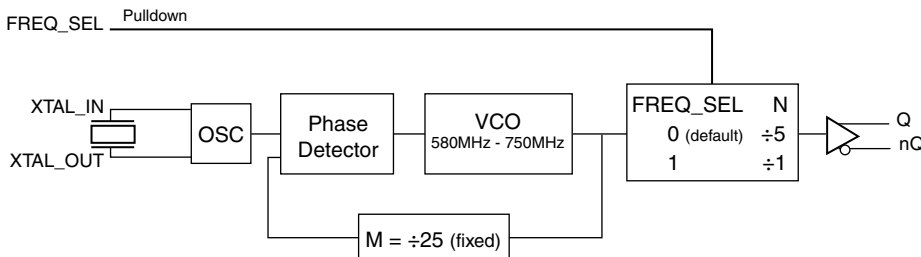 FREQ_SEL
Pulldown
XTAL_IN
XTAL_OUT
OSC
Phase
Detector
VCO
580MHz - 750MHz
FREQ_SEL N
0 (default) ÷5
1 ÷1
Q
nQ
M = ÷25 (fixed)